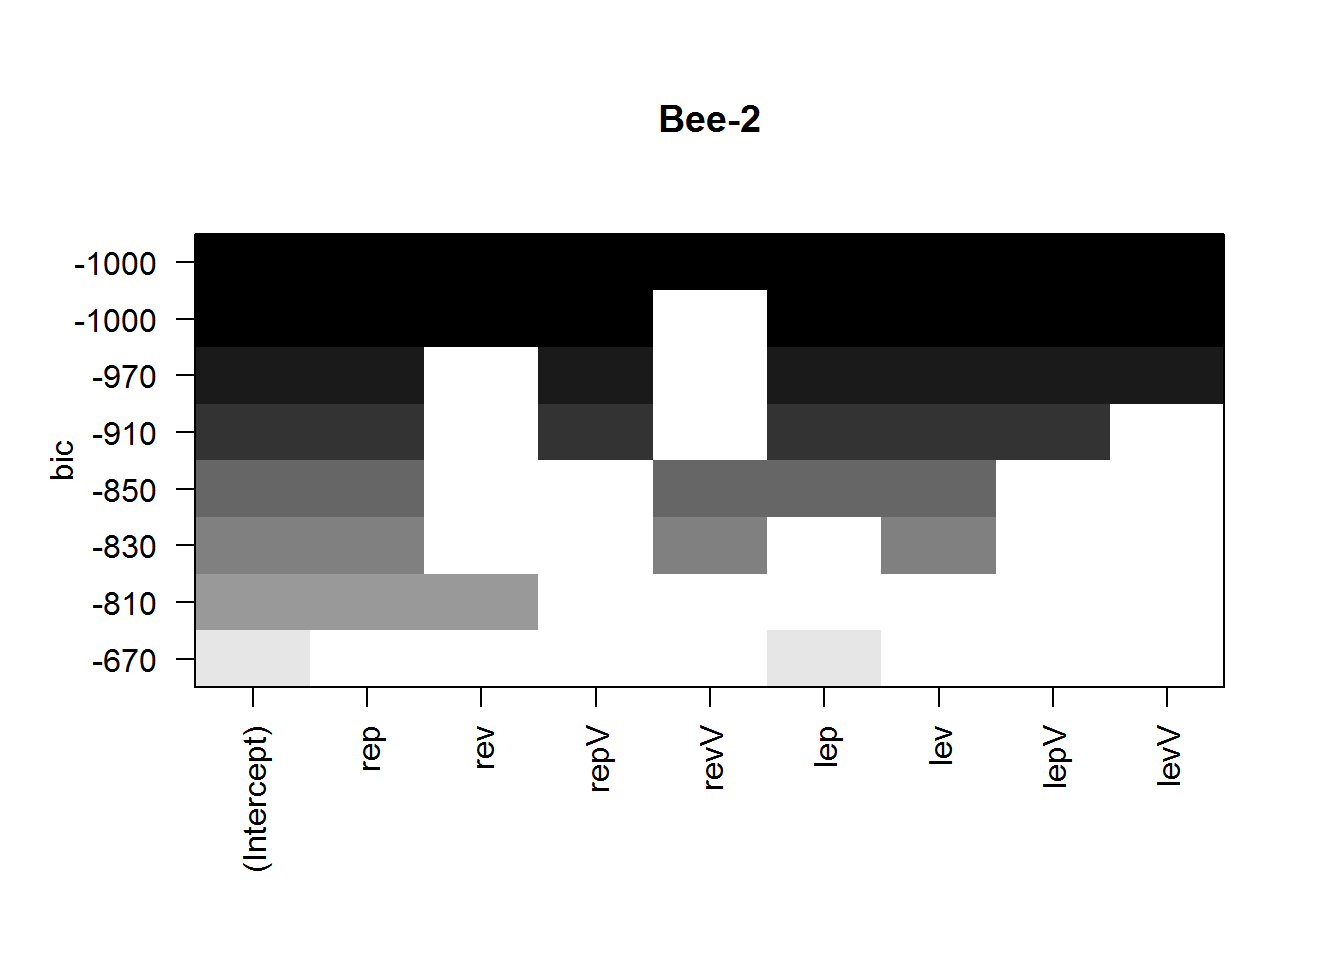 Bee-2
bic
-1000
-1000
-970
-910
-850
-830
-810
-670
(Intercept)
rep
rev
repV
revV
lep
lev
lepV
levV